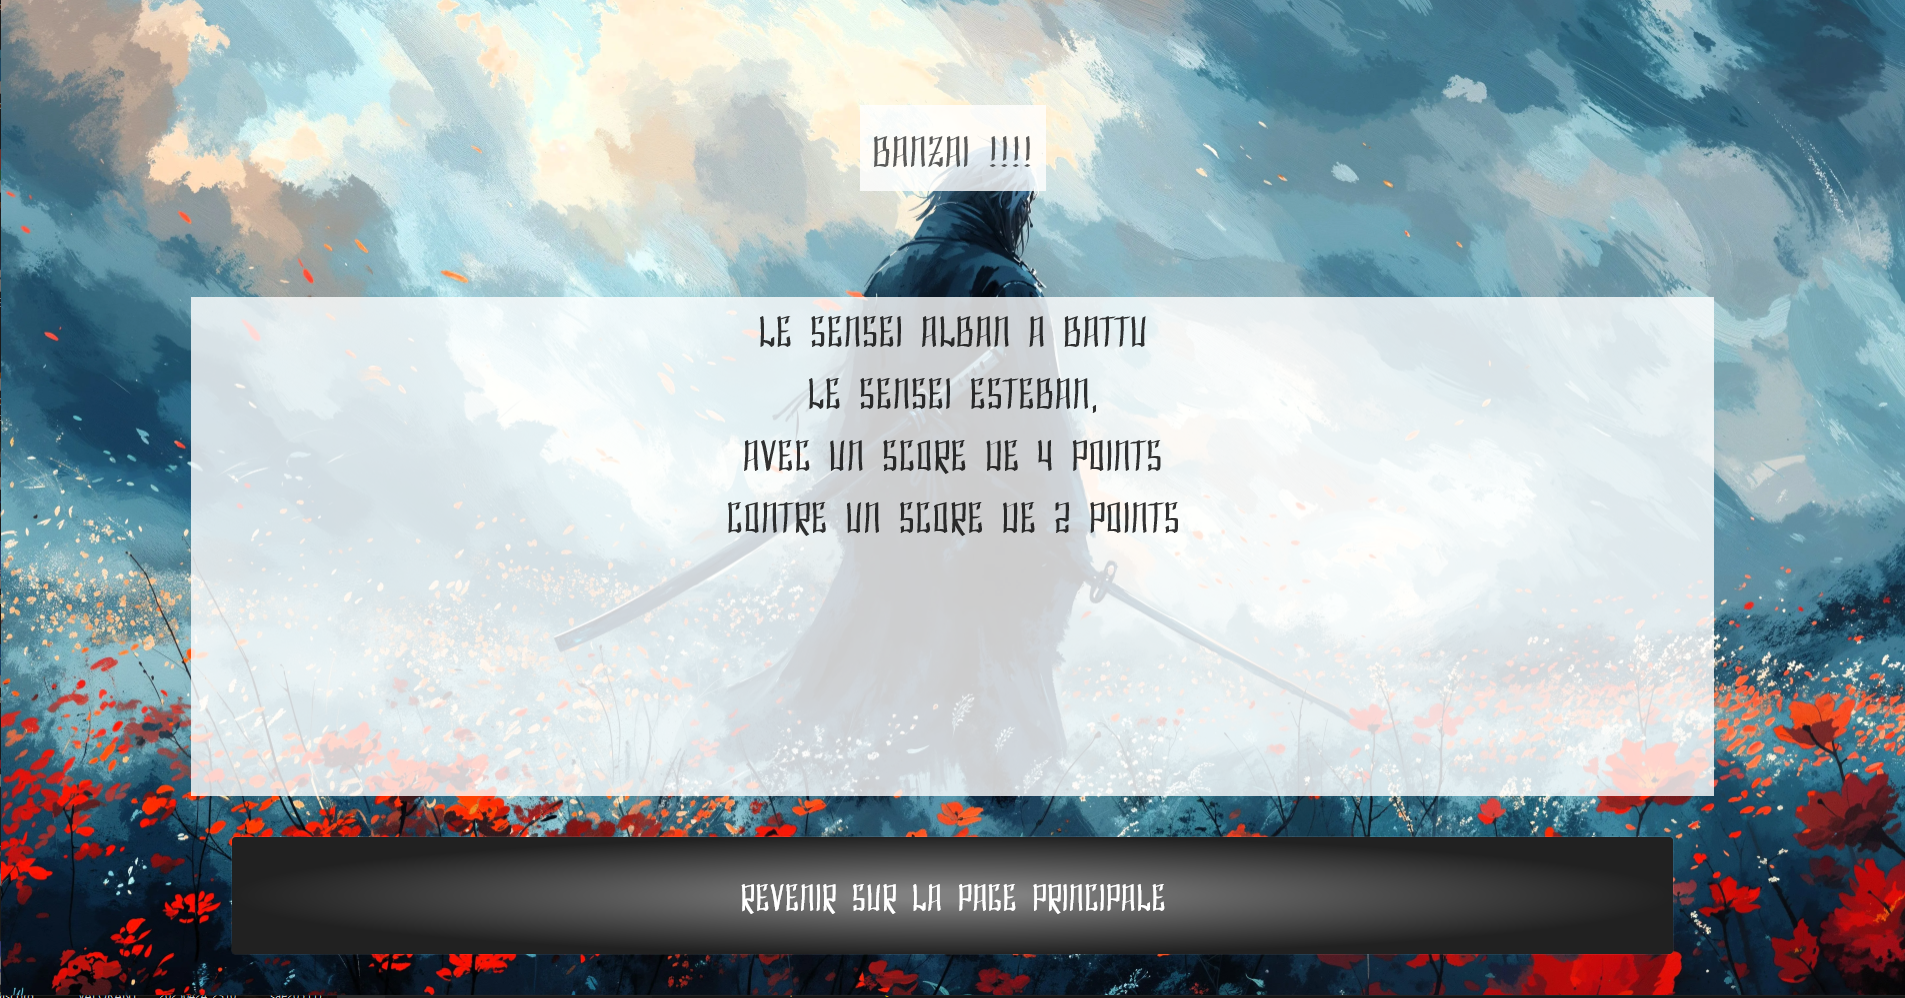 BANZAI !!!!
LE SENSEI ALBAN A BATTU
LE SENSEI ESTEBAN,
AVEC UN SCORE DE 4 POINTS
CONTRE UN SCORE DE 2 POINTS
REVENIR SUR LA PAGE PRINCIPALE